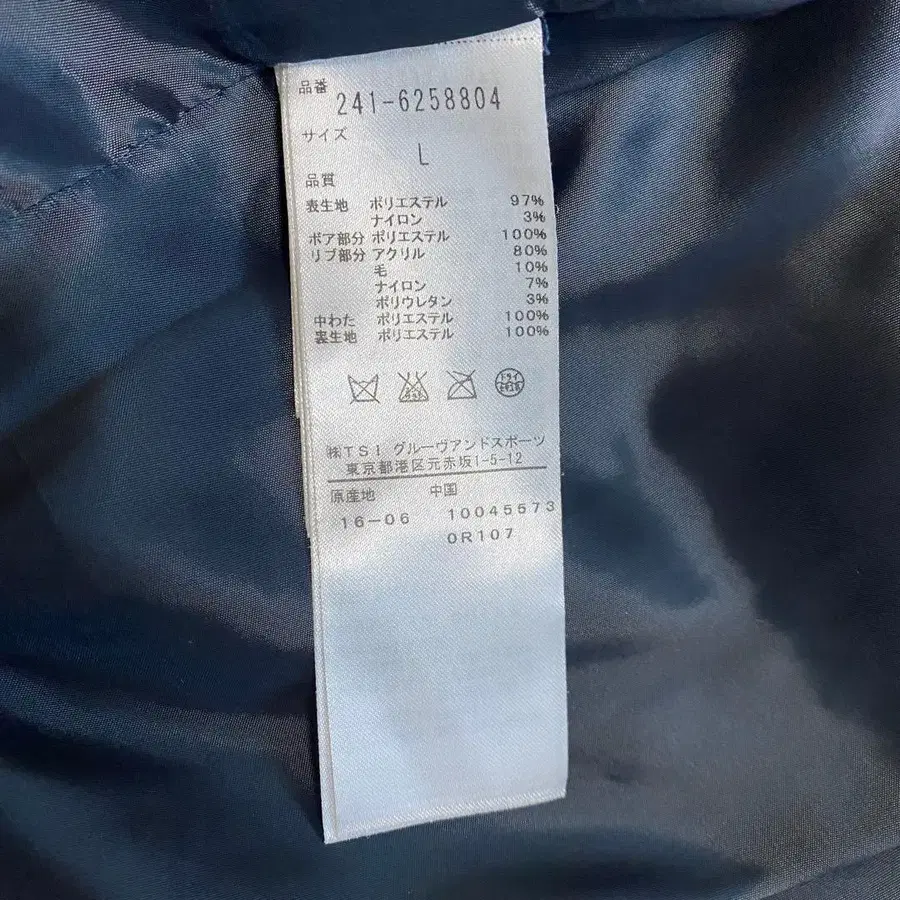 品番 241-6258804
サイズ
L
品質
表生地 ポリエステル 97%
ナイロン 3%
ボア部分 ポリエステル 100%
リブ部分 アクリル 80%
毛 10%
ナイロン 7%
ポリウレタン 3%
中わた ポリエステル 100%
裏生地 ポリエステル 100%
㈱TSI グルーヴアンドスポーツ
東京都港区元赤坂1-5-12
原産地 中国
16-06 10045573
0R107